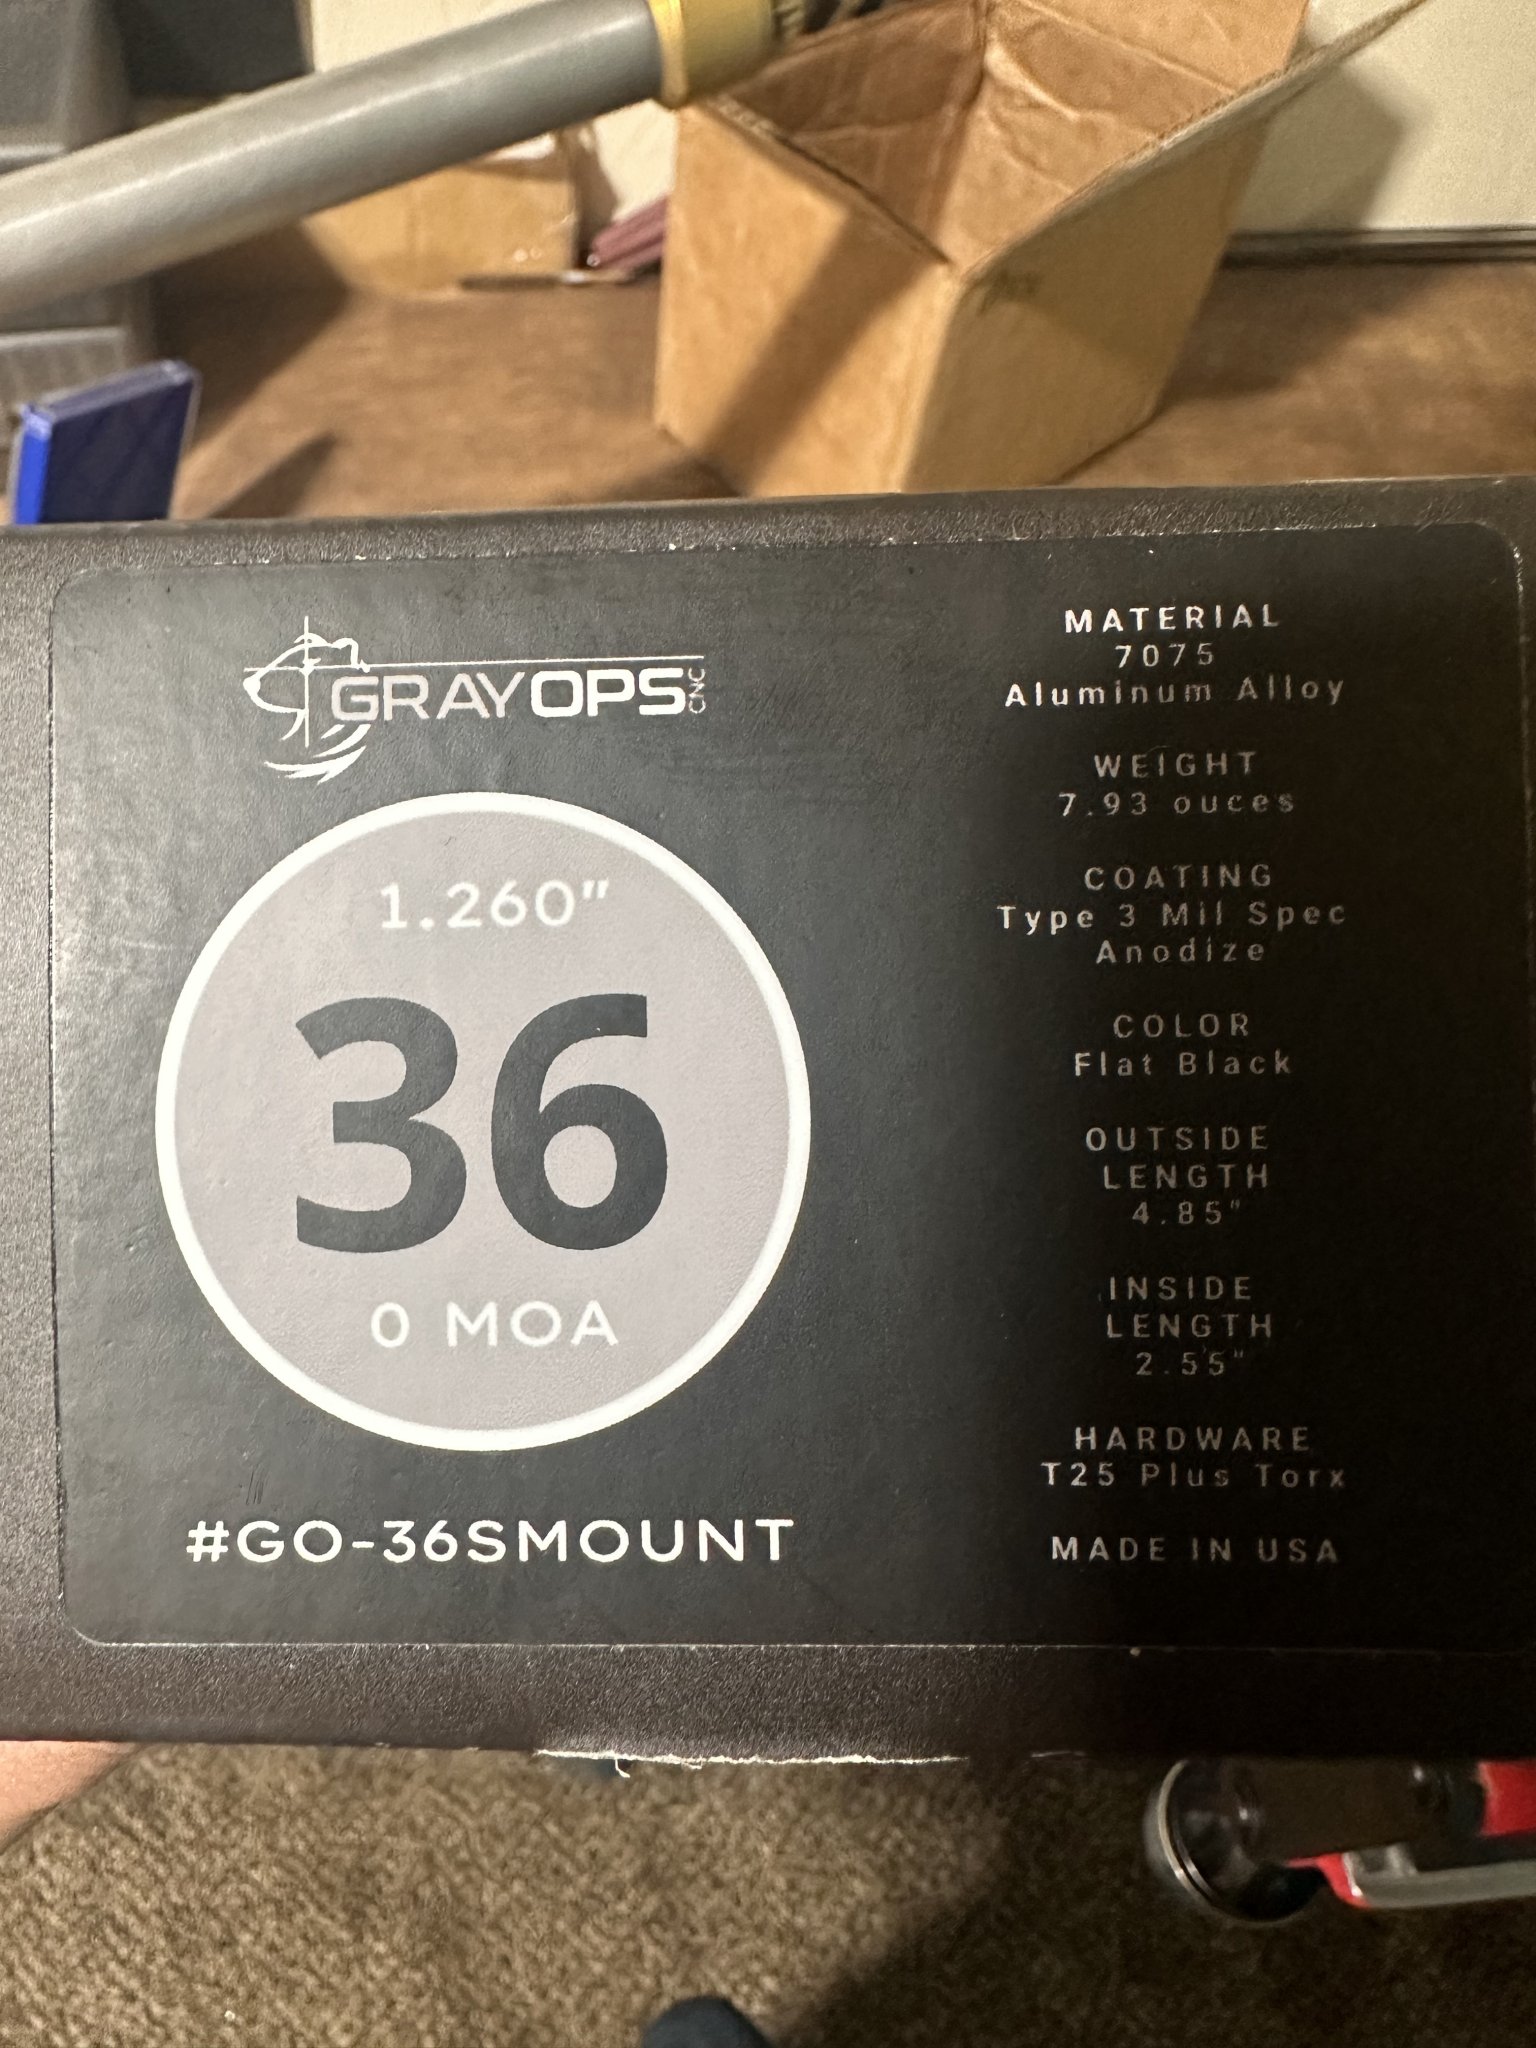 GRAYOPS CNC
1.260"
36
0 MOA
#GO-36SMOUNT
MATERIAL
7075
Aluminum Alloy
WEIGHT
7.93 ouces
COATING
Type 3 Mil Spec
Anodize
COLOR
Flat Black
OUTSIDE
LENGTH
4.85"
INSIDE
LENGTH
2.55"
HARDWARE
T25 Plus Torx
MADE IN USA